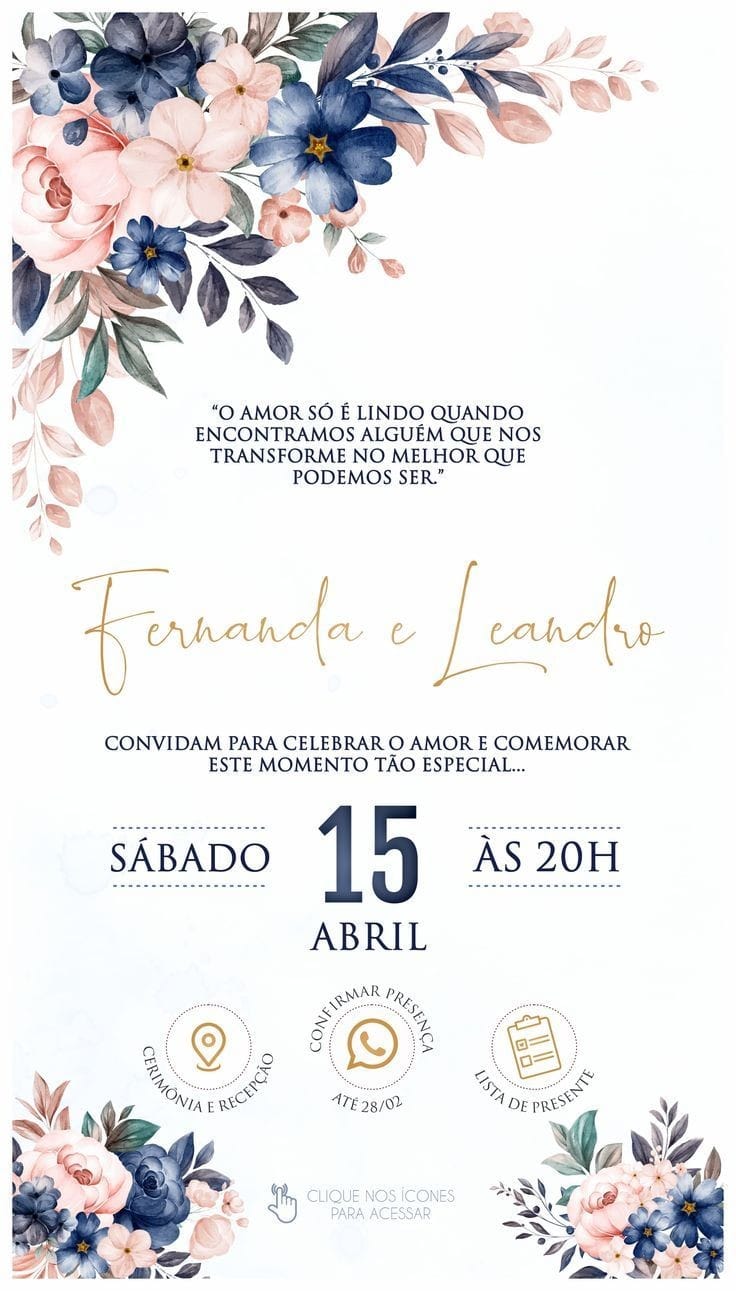 “O AMOR SÓ É LINDO QUANDO
ENCONTRAMOS ALGUÉM QUE NOS
TRANSFORME NO MELHOR QUE
PODEMOS SER.”
Fernanda e Leandro
CONVIDAM PARA CELEBRAR O AMOR E COMEMORAR
ESTE MOMENTO TÃO ESPECIAL...
SÁBADO
15
ABRIL
ÀS 20H
CERIMÔNIA E RECEPÇÃO
CONFIRMAR PRESENÇA
ATÉ 28/02
LISTA DE PRESENTE
CLIQUE NOS ÍCONES
PARA ACESSAR